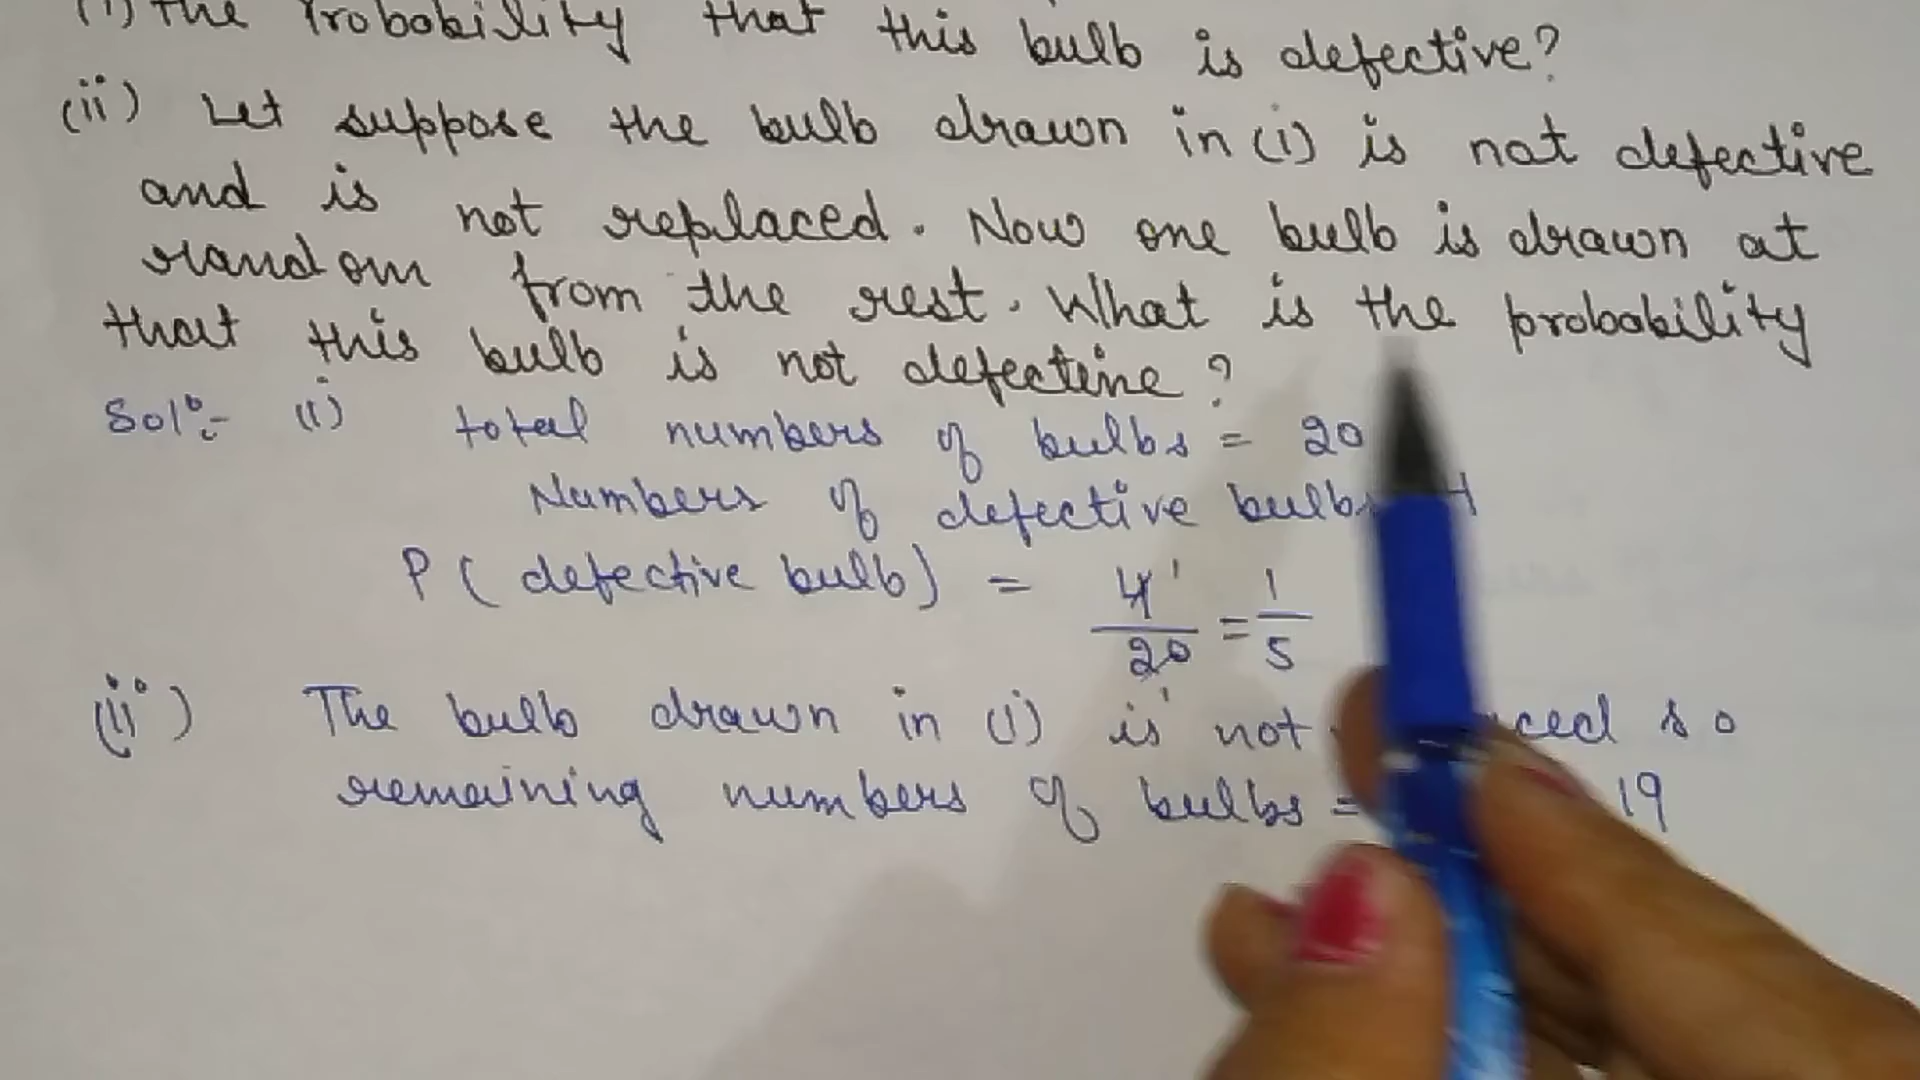 (i) The Probability that this bulb is defective?
(ii) Let suppose the bulb drawn in (i) is not defective
and is not replaced. Now one bulb is drawn at
random from the rest. What is the probability
that this bulb is not defective?
Sol:- (i) total numbers of bulbs = 20
Numbers of defective bulbs 4
P ( defective bulb) = 4/20 = 1/5
(ii) The bulb drawn in (i) is not so
remaining numbers of bulbs = 19